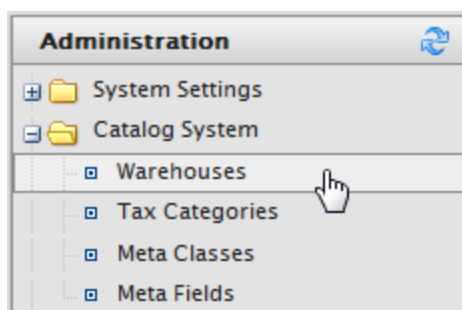 Administration
System Settings
Catalog System
Warehouses
Tax Categories
Meta Classes
Meta Fields